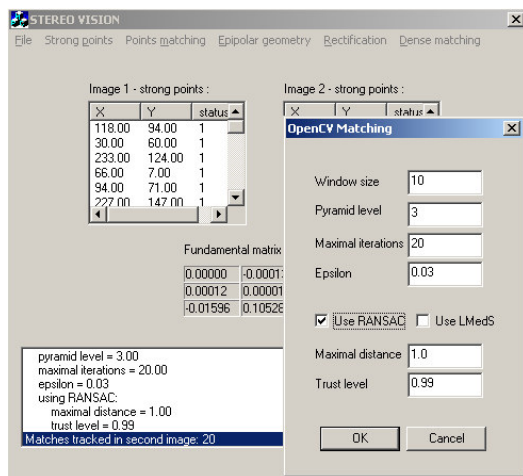 STEREO VISION
File Strong points Points matching Epipolar geometry Rectification Dense matching
Image 1 - strong points :
X Y status
118.00 94.00 1
30.00 60.00 1
233.00 124.00 1
66.00 7.00 1
94.00 71.00 1
227.00 147.00 1
Image 2 - strong points :
X Y status
Fundamental matrix
0.00000 -0.0001
0.00012 0.00001
-0.01596 0.10528
pyramid level = 3.00
maximal iterations = 20.00
epsilon = 0.03
using RANSAC:
maximal distance = 1.00
trust level = 0.99
Matches tracked in second image: 20
OpenCV Matching
Window size 10
Pyramid level 3
Maximal iterations 20
Epsilon 0.03
Use RANSAC Use LMedS
Maximal distance 1.0
Trust level 0.99
OK Cancel